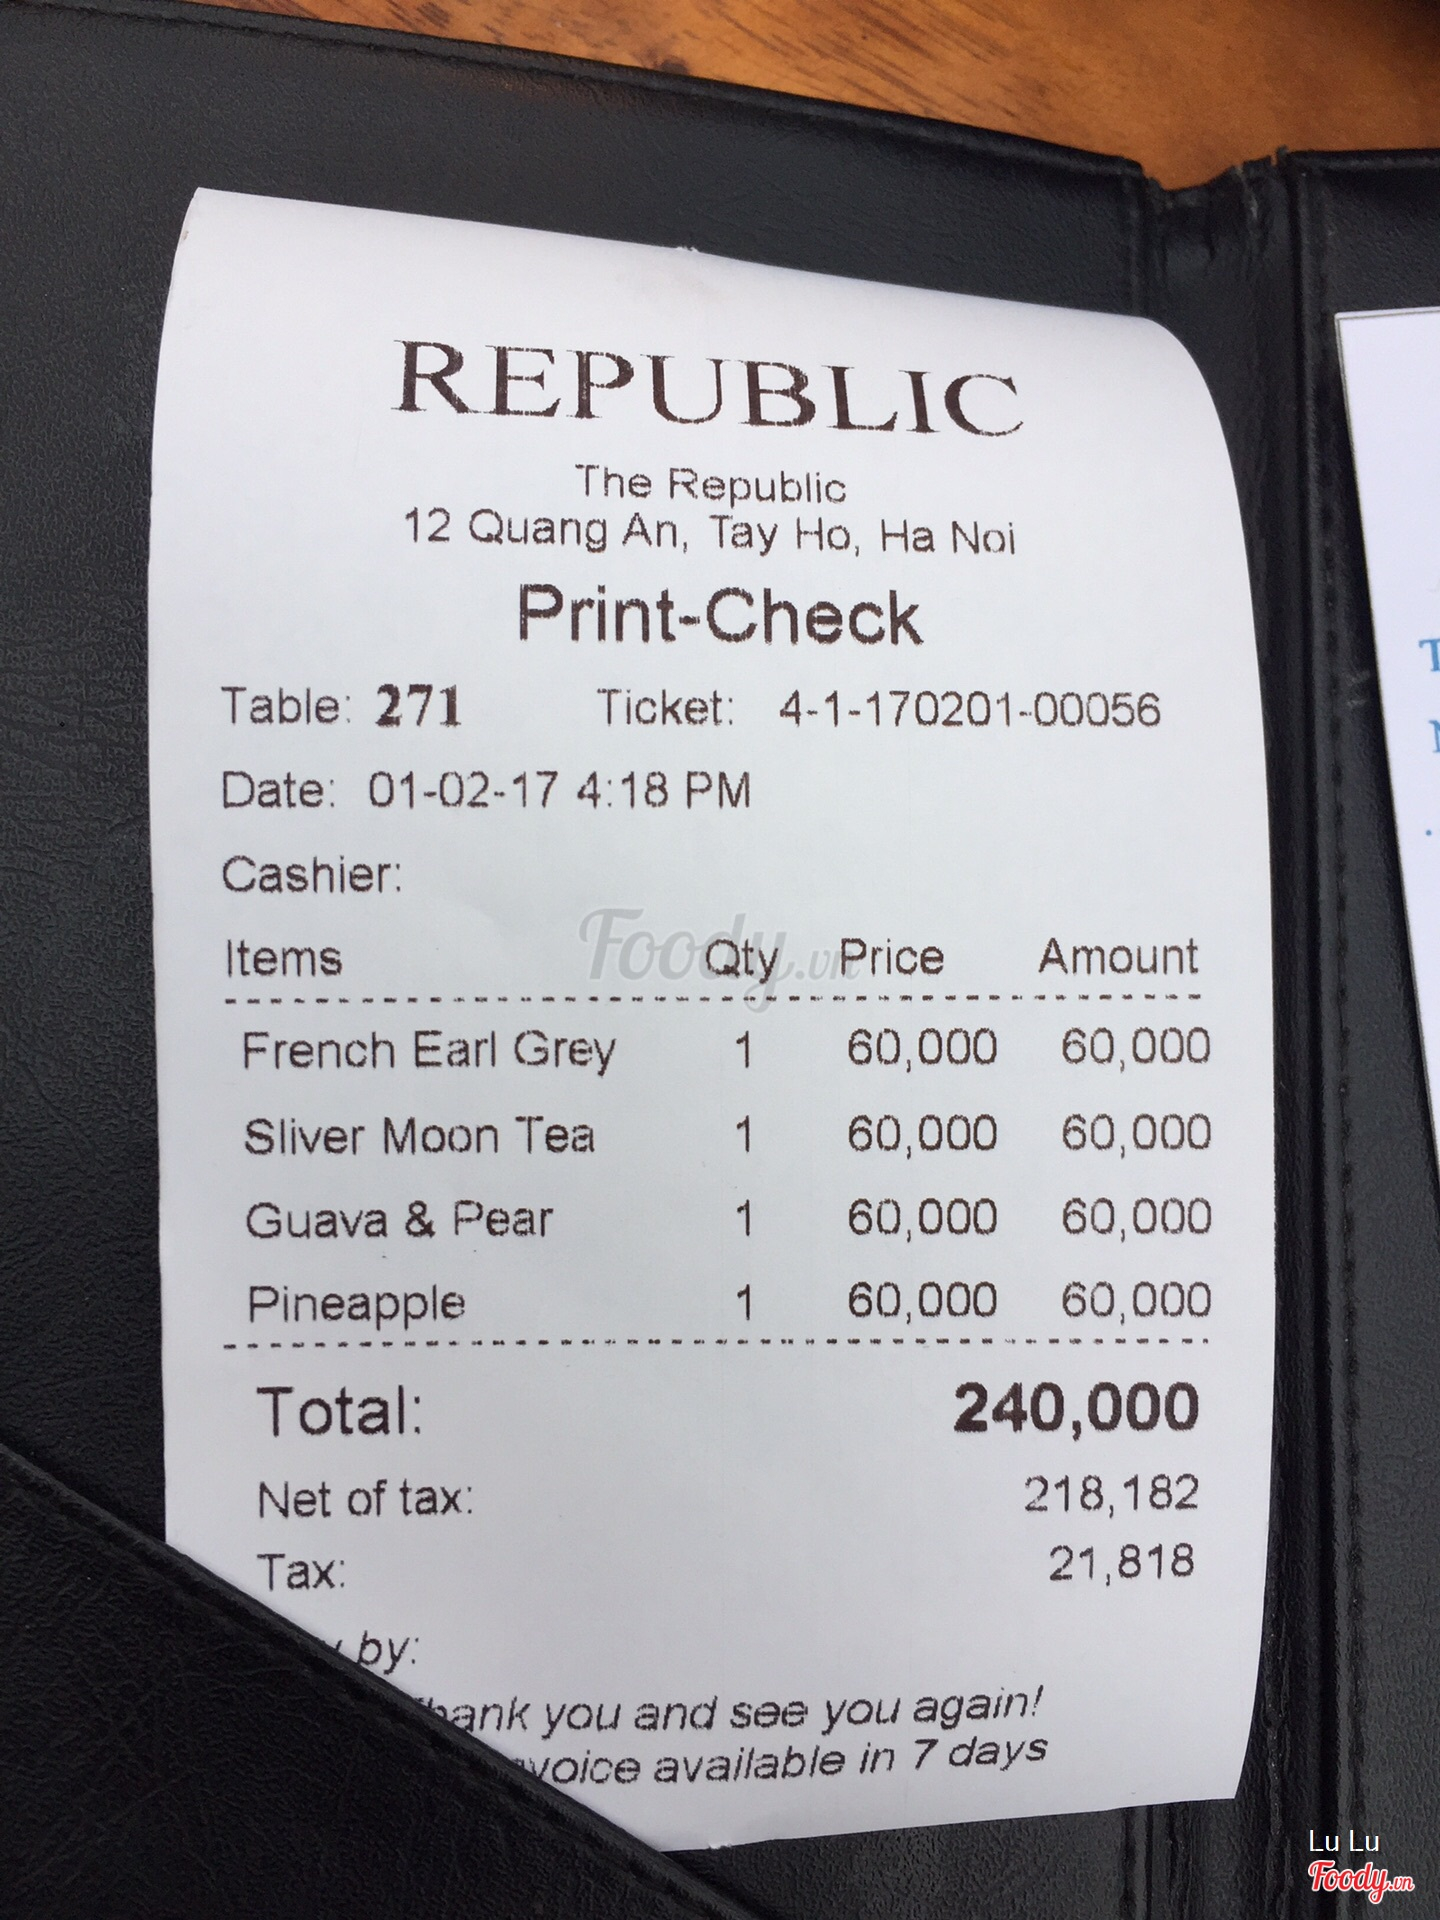 REPUBLIC
The Republic
12 Quang An, Tay Ho, Ha Noi
Print-Check
Table: 271 Ticket: 4-1-170201-00056
Date: 01-02-17 4:18 PM
Cashier:
Items Qty Price Amount
French Earl Grey 1 60,000 60,000
Sliver Moon Tea 1 60,000 60,000
Guava & Pear 1 60,000 60,000
Pineapple 1 60,000 60,000
Total: 240,000
Net of tax: 218,182
Tax: 21,818
by:
you and see you again!
available in 7 days
Foody.vn
Lu Lu
Foody.vn